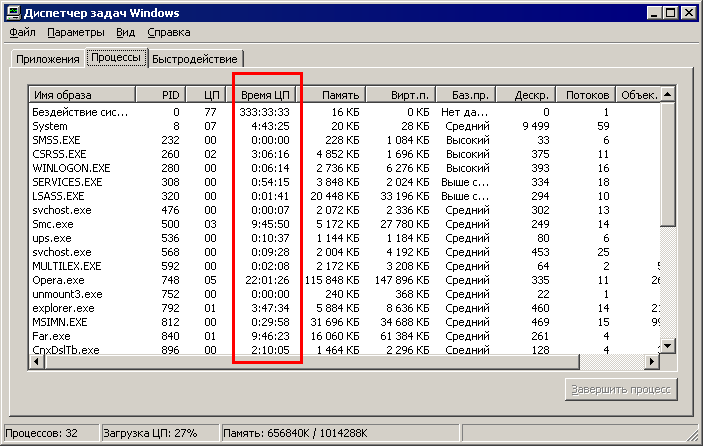 Диспетчер задач Windows
Файл Параметры Вид Справка
Приложения Процессы Быстродействие
Имя образа PID ЦП Время ЦП Память Вирт.п. Баз.пр. Дескр. Потоков Объек.
Бездействие сис... 0 77 333:33:33 16 КБ 0 КБ Нет да... 0 1
System 8 07 4:43:25 20 КБ 28 КБ Средний 9 499 59
SMSS.EXE 232 00 0:00:00 228 КБ 1 084 КБ Высокий 33 6
CSRSS.EXE 260 02 3:06:16 4 852 КБ 1 696 КБ Высокий 375 11
WINLOGON.EXE 280 00 0:06:14 2 736 КБ 6 276 КБ Высокий 393 16
SERVICES.EXE 308 00 0:54:15 3 848 КБ 2 024 КБ Выше с... 334 18
LSASS.EXE 320 00 0:01:41 20 448 КБ 33 196 КБ Выше с... 294 10
svchost.exe 476 00 0:00:07 2 072 КБ 2 336 КБ Средний 302 13
Smc.exe 500 03 9:45:50 5 172 КБ 27 780 КБ Средний 249 14
ups.exe 536 00 0:10:37 1 144 КБ 1 184 КБ Средний 80 6
svchost.exe 568 00 0:09:28 2 004 КБ 4 192 КБ Средний 453 25
MULTILEX.EXE 592 00 0:02:08 2 172 КБ 3 208 КБ Средний 64 2
Opera.exe 748 05 22:01:26 115 848 КБ 147 896 КБ Средний 335 11
unmount3.exe 752 00 0:00:00 240 КБ 368 КБ Средний 22 1
explorer.exe 792 01 3:47:34 5 884 КБ 8 636 КБ Средний 460 14
MSIMN.EXE 812 00 0:29:58 31 696 КБ 34 688 КБ Средний 469 15
Far.exe 840 01 9:46:23 16 060 КБ 61 384 КБ Средний 261 4
CnxDslTb.exe 896 00 2:10:05 1 464 КБ 2 296 КБ Средний 128 4
Завершить процесс
Процессов: 32 Загрузка ЦП: 27% Память: 656840K / 1014288K